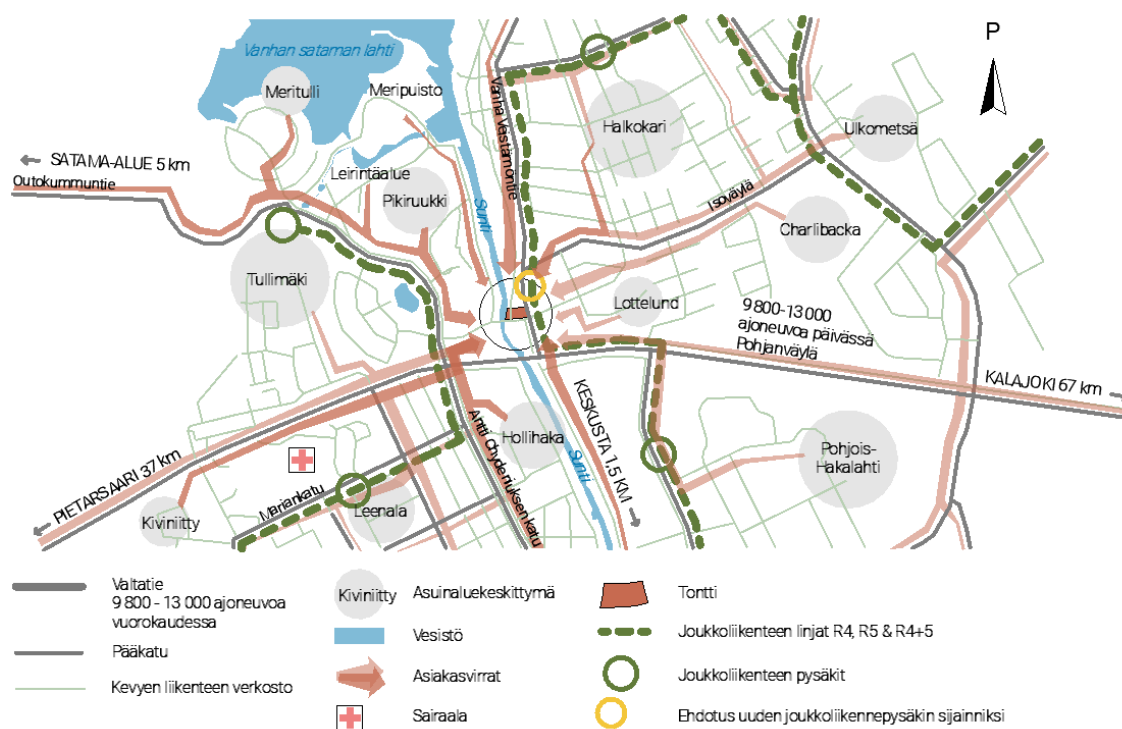 Vanhan sataman lahti
Meritulli
Meripuisto
P
Halkokari
Ulkometsä
Vanha Västämontie
SATAMA-ALUE 5 km
Outokummuntie
Leirintäalue
Pikiruukki
Sunti
Isoväylä
Charlibacka
Tullimäki
Lottelund
9 800-13 000
ajoneuvoa päivässä
Pohjanväylä
KALAJOKI 67 km
KESKUSTA 1,5 KM
Hollihaka
Sunti
Antti Chydeniuksenkatu
Pohjois-
Hakalahti
PIETARSAARI 37 km
Mariankatu
Leenala
Kiviniitty
Valtatie
9 800 - 13 000 ajoneuvoa
vuorokaudessa
Pääkatu
Kevyen liikenteen verkosto
Kiviniitty
Asuinaluekeskittymä
Vesistö
Asiakasvirrat
Sairaala
Tontti
Joukkoliikenteen linjat R4, R5 & R4+5
Joukkoliikenteen pysäkit
Ehdotus uuden joukkoliikennepysäkin sijainniksi